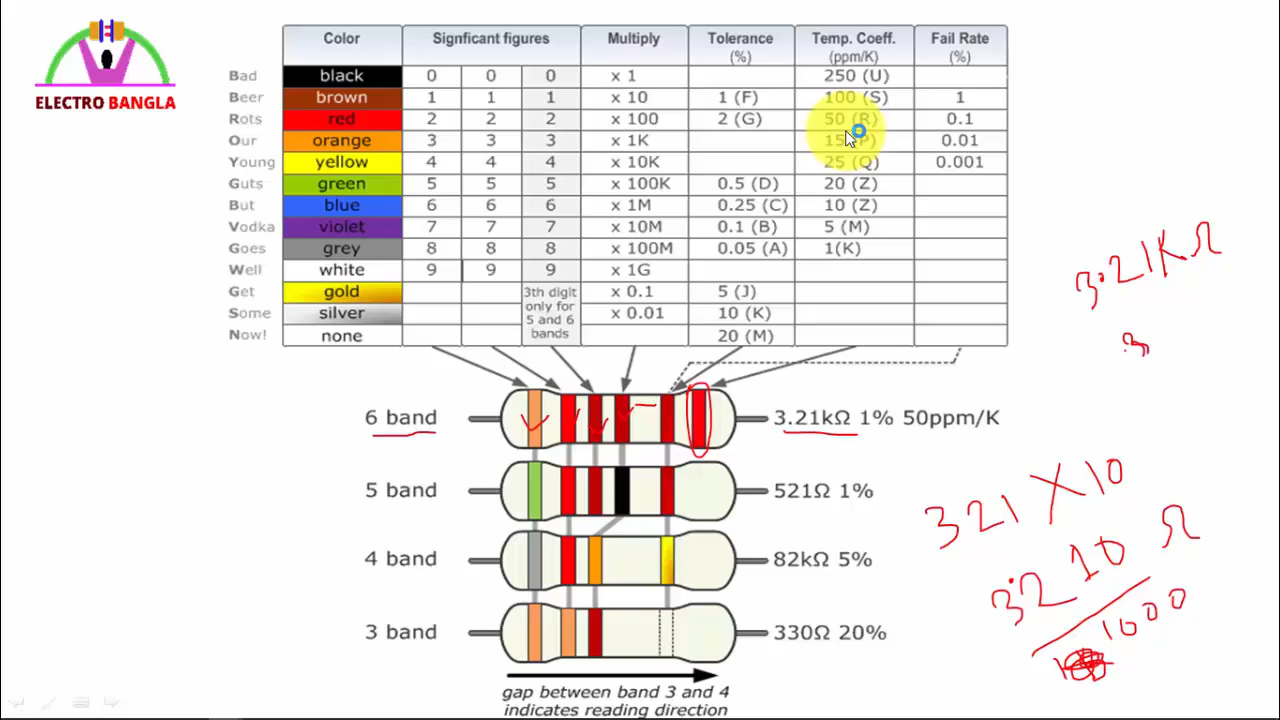 ELECTRO BANGLA
Color Signficant figures Multiply Tolerance (%) Temp. Coeff. (ppm/K) Fail Rate (%)
Bad black 0 0 0 x 1 250 (U)
Beer brown 1 1 1 x 10 1 (F) 100 (S) 1
Rots red 2 2 2 x 100 2 (G) 50 (R) 0.1
Our orange 3 3 3 x 1K 15 (P) 0.01
Young yellow 4 4 4 x 10K 25 (Q) 0.001
Guts green 5 5 5 x 100K 0.5 (D) 20 (Z)
But blue 6 6 6 x 1M 0.25 (C) 10 (Z)
Vodka violet 7 7 7 x 10M 0.1 (B) 5 (M)
Goes grey 8 8 8 x 100M 0.05 (A) 1(K)
Well white 9 9 9 x 1G
Get gold x 0.1 5 (J)
Some silver x 0.01 10 (K)
Now! none 20 (M)
3th digit
only for
5 and 6
bands
3.21KΩ
3
6 band 3.21kΩ 1% 50ppm/K
5 band 521Ω 1%
321 X 10
4 band 82kΩ 5%
3.210 Ω
1000
3 band 330Ω 20%
gap between band 3 and 4
indicates reading direction